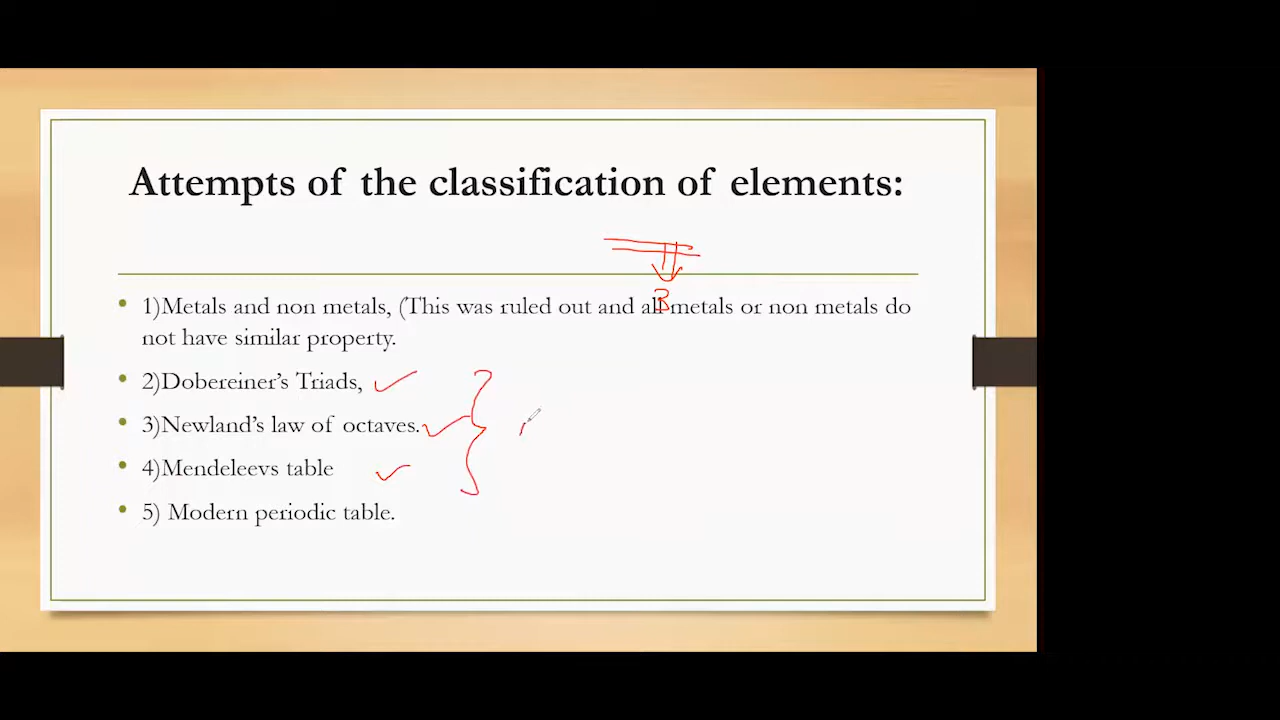 Attempts of the classification of elements:
3
• 1)Metals and non metals, (This was ruled out and all metals or non metals do
not have similar property.
• 2)Dobereiner's Triads,
• 3)Newland's law of octaves.
• 4)Mendeleevs table
• 5) Modern periodic table.